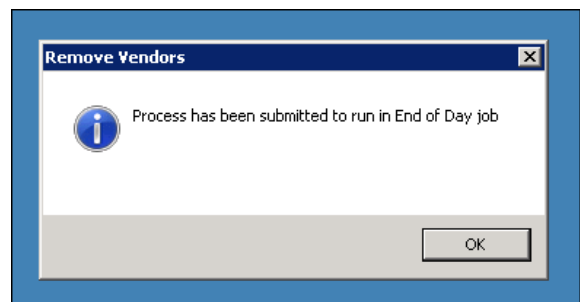 Remove Vendors
Process has been submitted to run in End of Day job
OK